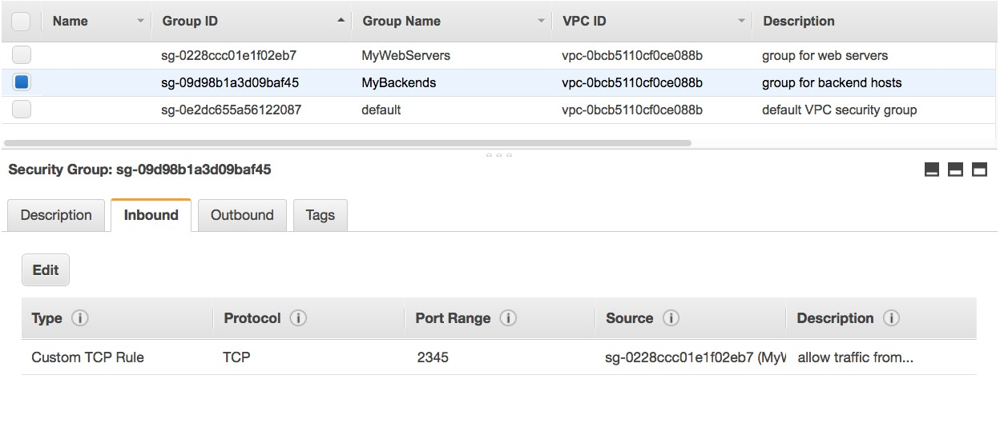 Name Group ID Group Name VPC ID Description
sg-0228ccc01e1f02eb7 MyWebServers vpc-0bcb5110cf0ce088b group for web servers
sg-09d98b1a3d09baf45 MyBackends vpc-0bcb5110cf0ce088b group for backend hosts
sg-0e2dc655a56122087 default vpc-0bcb5110cf0ce088b default VPC security group
Security Group: sg-09d98b1a3d09baf45
Description Inbound Outbound Tags
Edit
Type i Protocol i Port Range i Source i Description i
Custom TCP Rule TCP 2345 sg-0228ccc01e1f02eb7 (MyW allow traffic from...